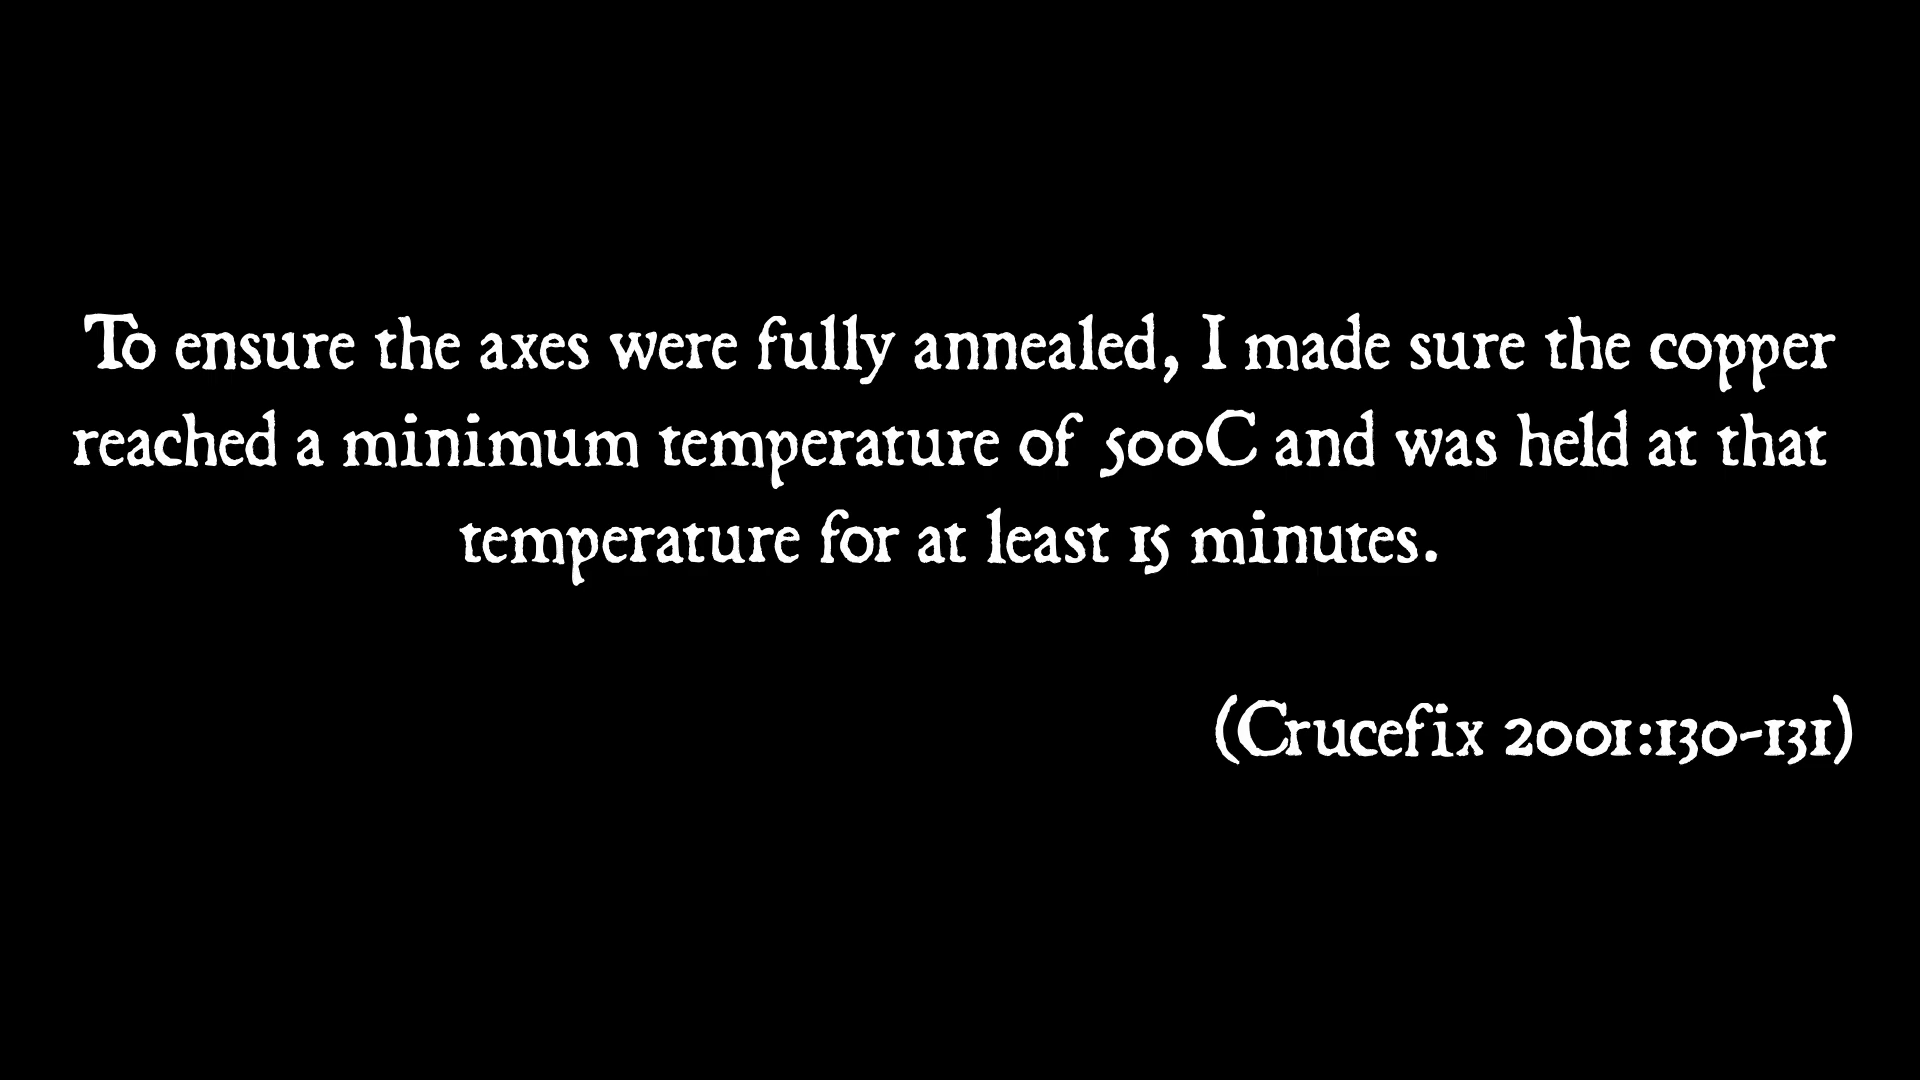 To ensure the axes were fully annealed, I made sure the copper
reached a minimum temperature of 500C and was held at that
temperature for at least 15 minutes.
(Crucefix 2001:130-131)